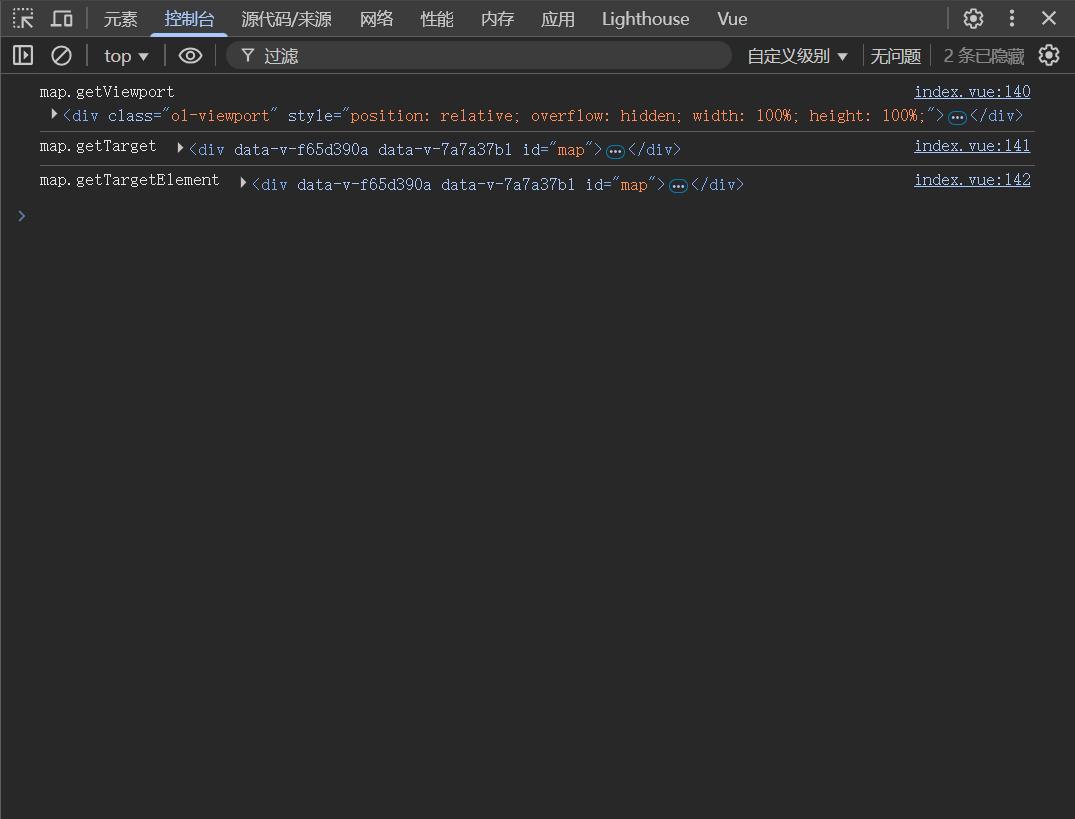 元素 控制台 源代码/来源 网络 性能 内存 应用 Lighthouse Vue
top 过滤 自定义级别 无问题 2 条已隐藏
map.getViewport index.vue:140
<div class="ol-viewport" style="position: relative; overflow: hidden; width: 100%; height: 100%;">…</div>
map.getTarget <div data-v-f65d390a data-v-7a7a37b1 id="map">…</div> index.vue:141
map.getTargetElement <div data-v-f65d390a data-v-7a7a37b1 id="map">…</div> index.vue:142